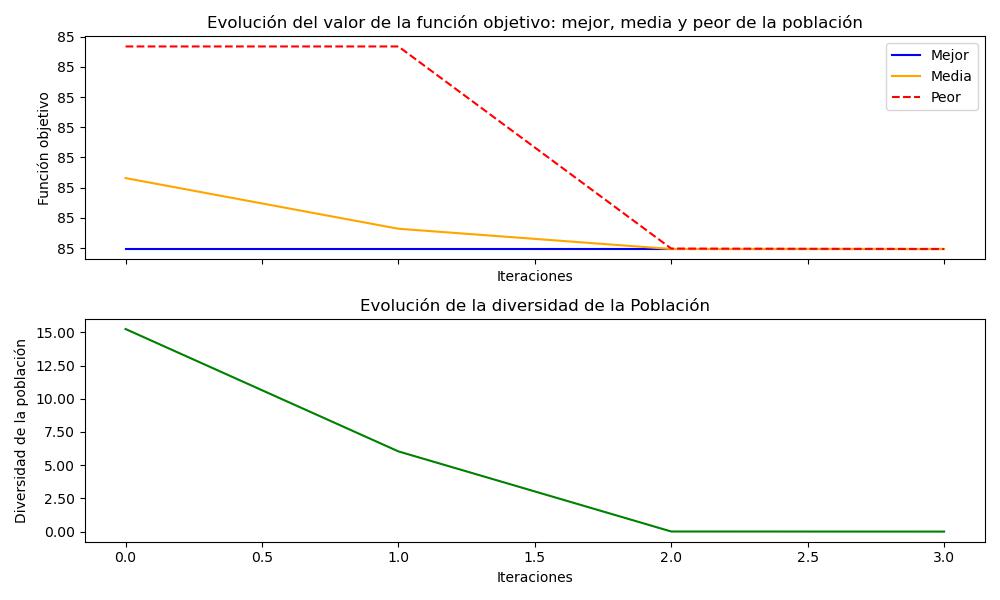 Evolución del valor de la función objetivo: mejor, media y peor de la población
Función objetivo
85
85
85
85
85
85
85
85
Mejor
Media
Peor
Iteraciones
Evolución de la diversidad de la Población
Diversidad de la población
15.00
12.50
10.00
7.50
5.00
2.50
0.00
0.0 0.5 1.0 1.5 2.0 2.5 3.0
Iteraciones